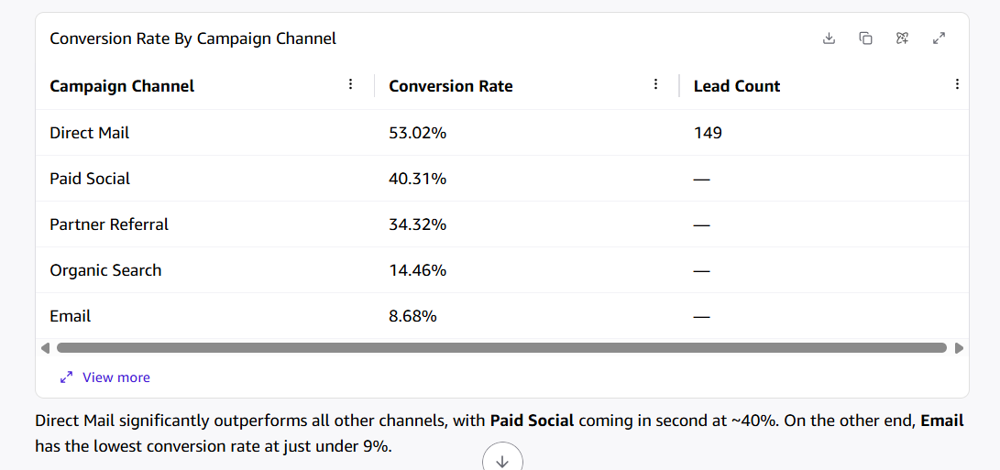 Conversion Rate By Campaign Channel
Campaign Channel Conversion Rate Lead Count
Direct Mail 53.02% 149
Paid Social 40.31% —
Partner Referral 34.32% —
Organic Search 14.46% —
Email 8.68% —
View more
Direct Mail significantly outperforms all other channels, with Paid Social coming in second at ~40%. On the other end, Email
has the lowest conversion rate at just under 9%.